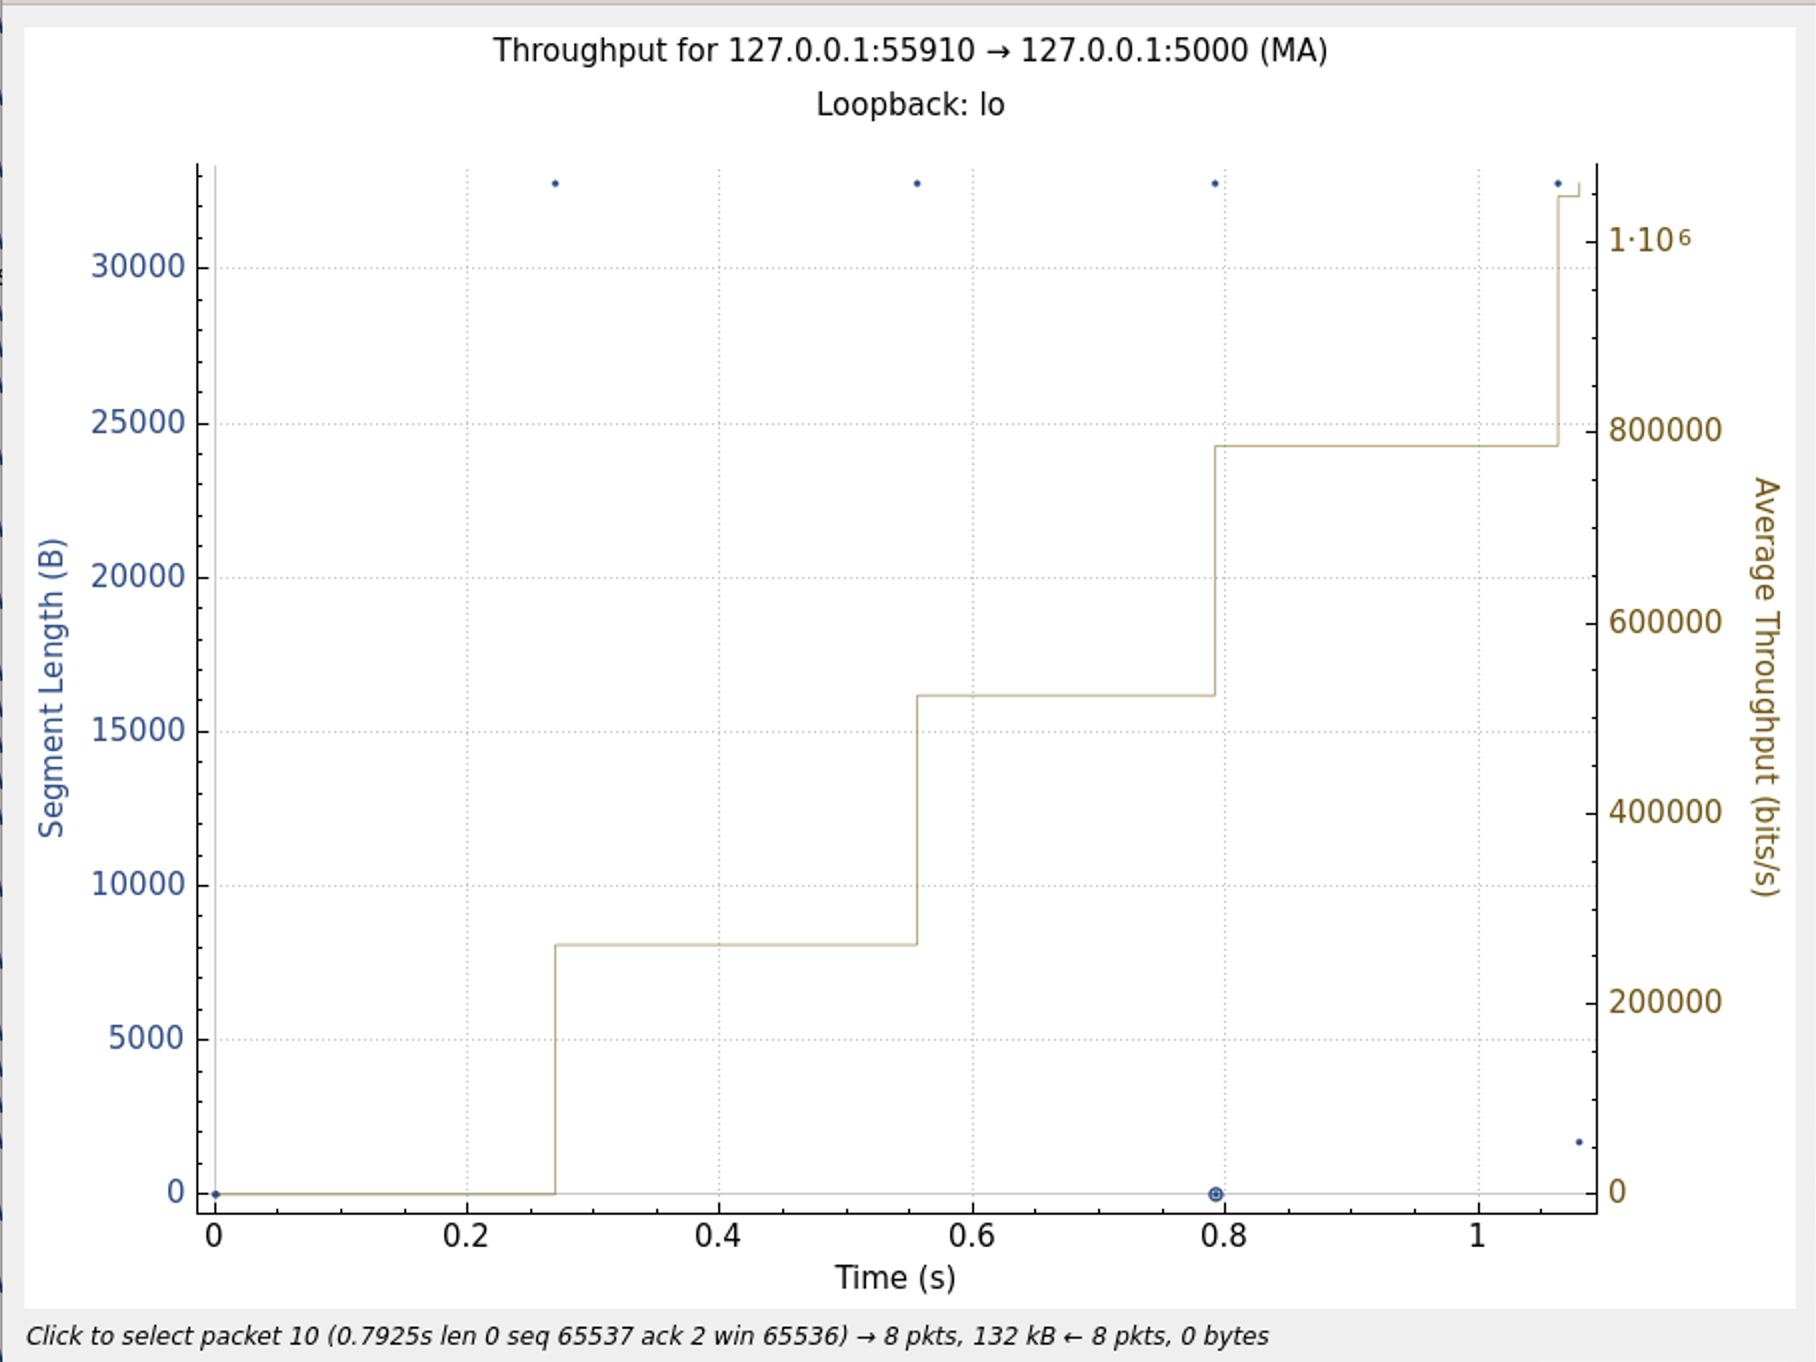 Throughput for 127.0.0.1:55910 → 127.0.0.1:5000 (MA)
Loopback: lo
Segment Length (B)
30000
25000
20000
15000
10000
5000
0
1·10⁶
800000
600000
400000
200000
0
Average Throughput (bits/s)
0 0.2 0.4 0.6 0.8 1
Time (s)
Click to select packet 10 (0.7925s len 0 seq 65537 ack 2 win 65536) → 8 pkts, 132 kB ← 8 pkts, 0 bytes